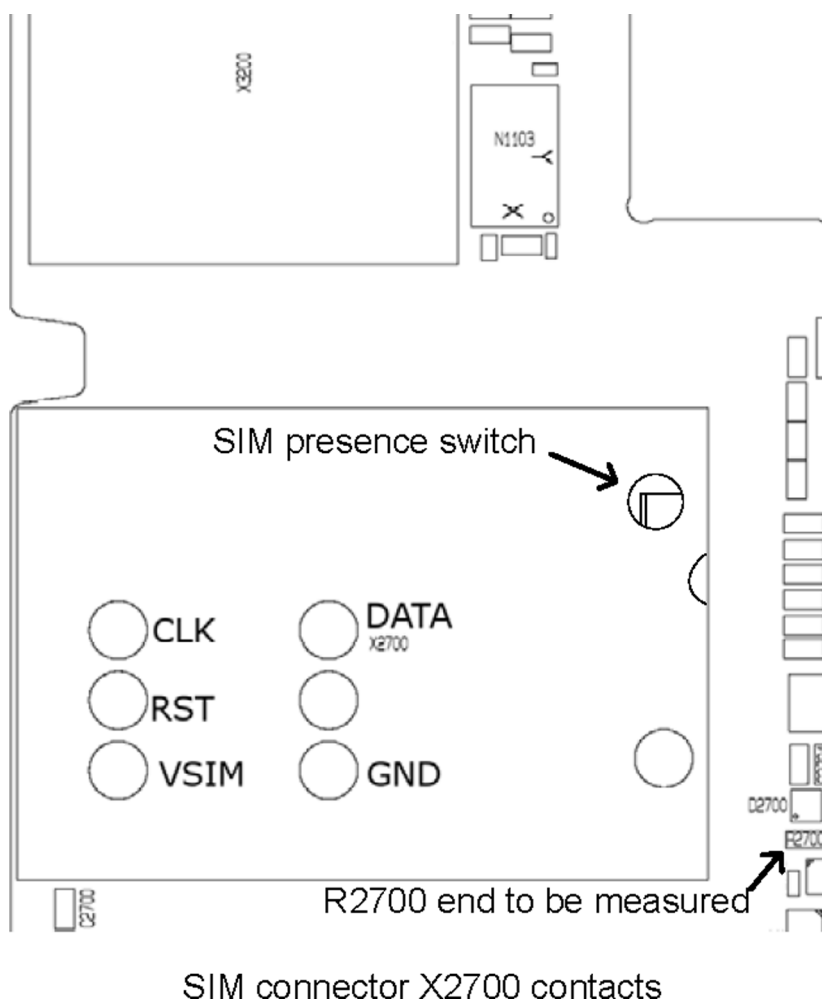 X3200
N1103
Y
X
SIM presence switch
CLK
DATA
X2700
RST
VSIM
GND
D2700
R2700
R2700 end to be measured
C2700
SIM connector X2700 contacts